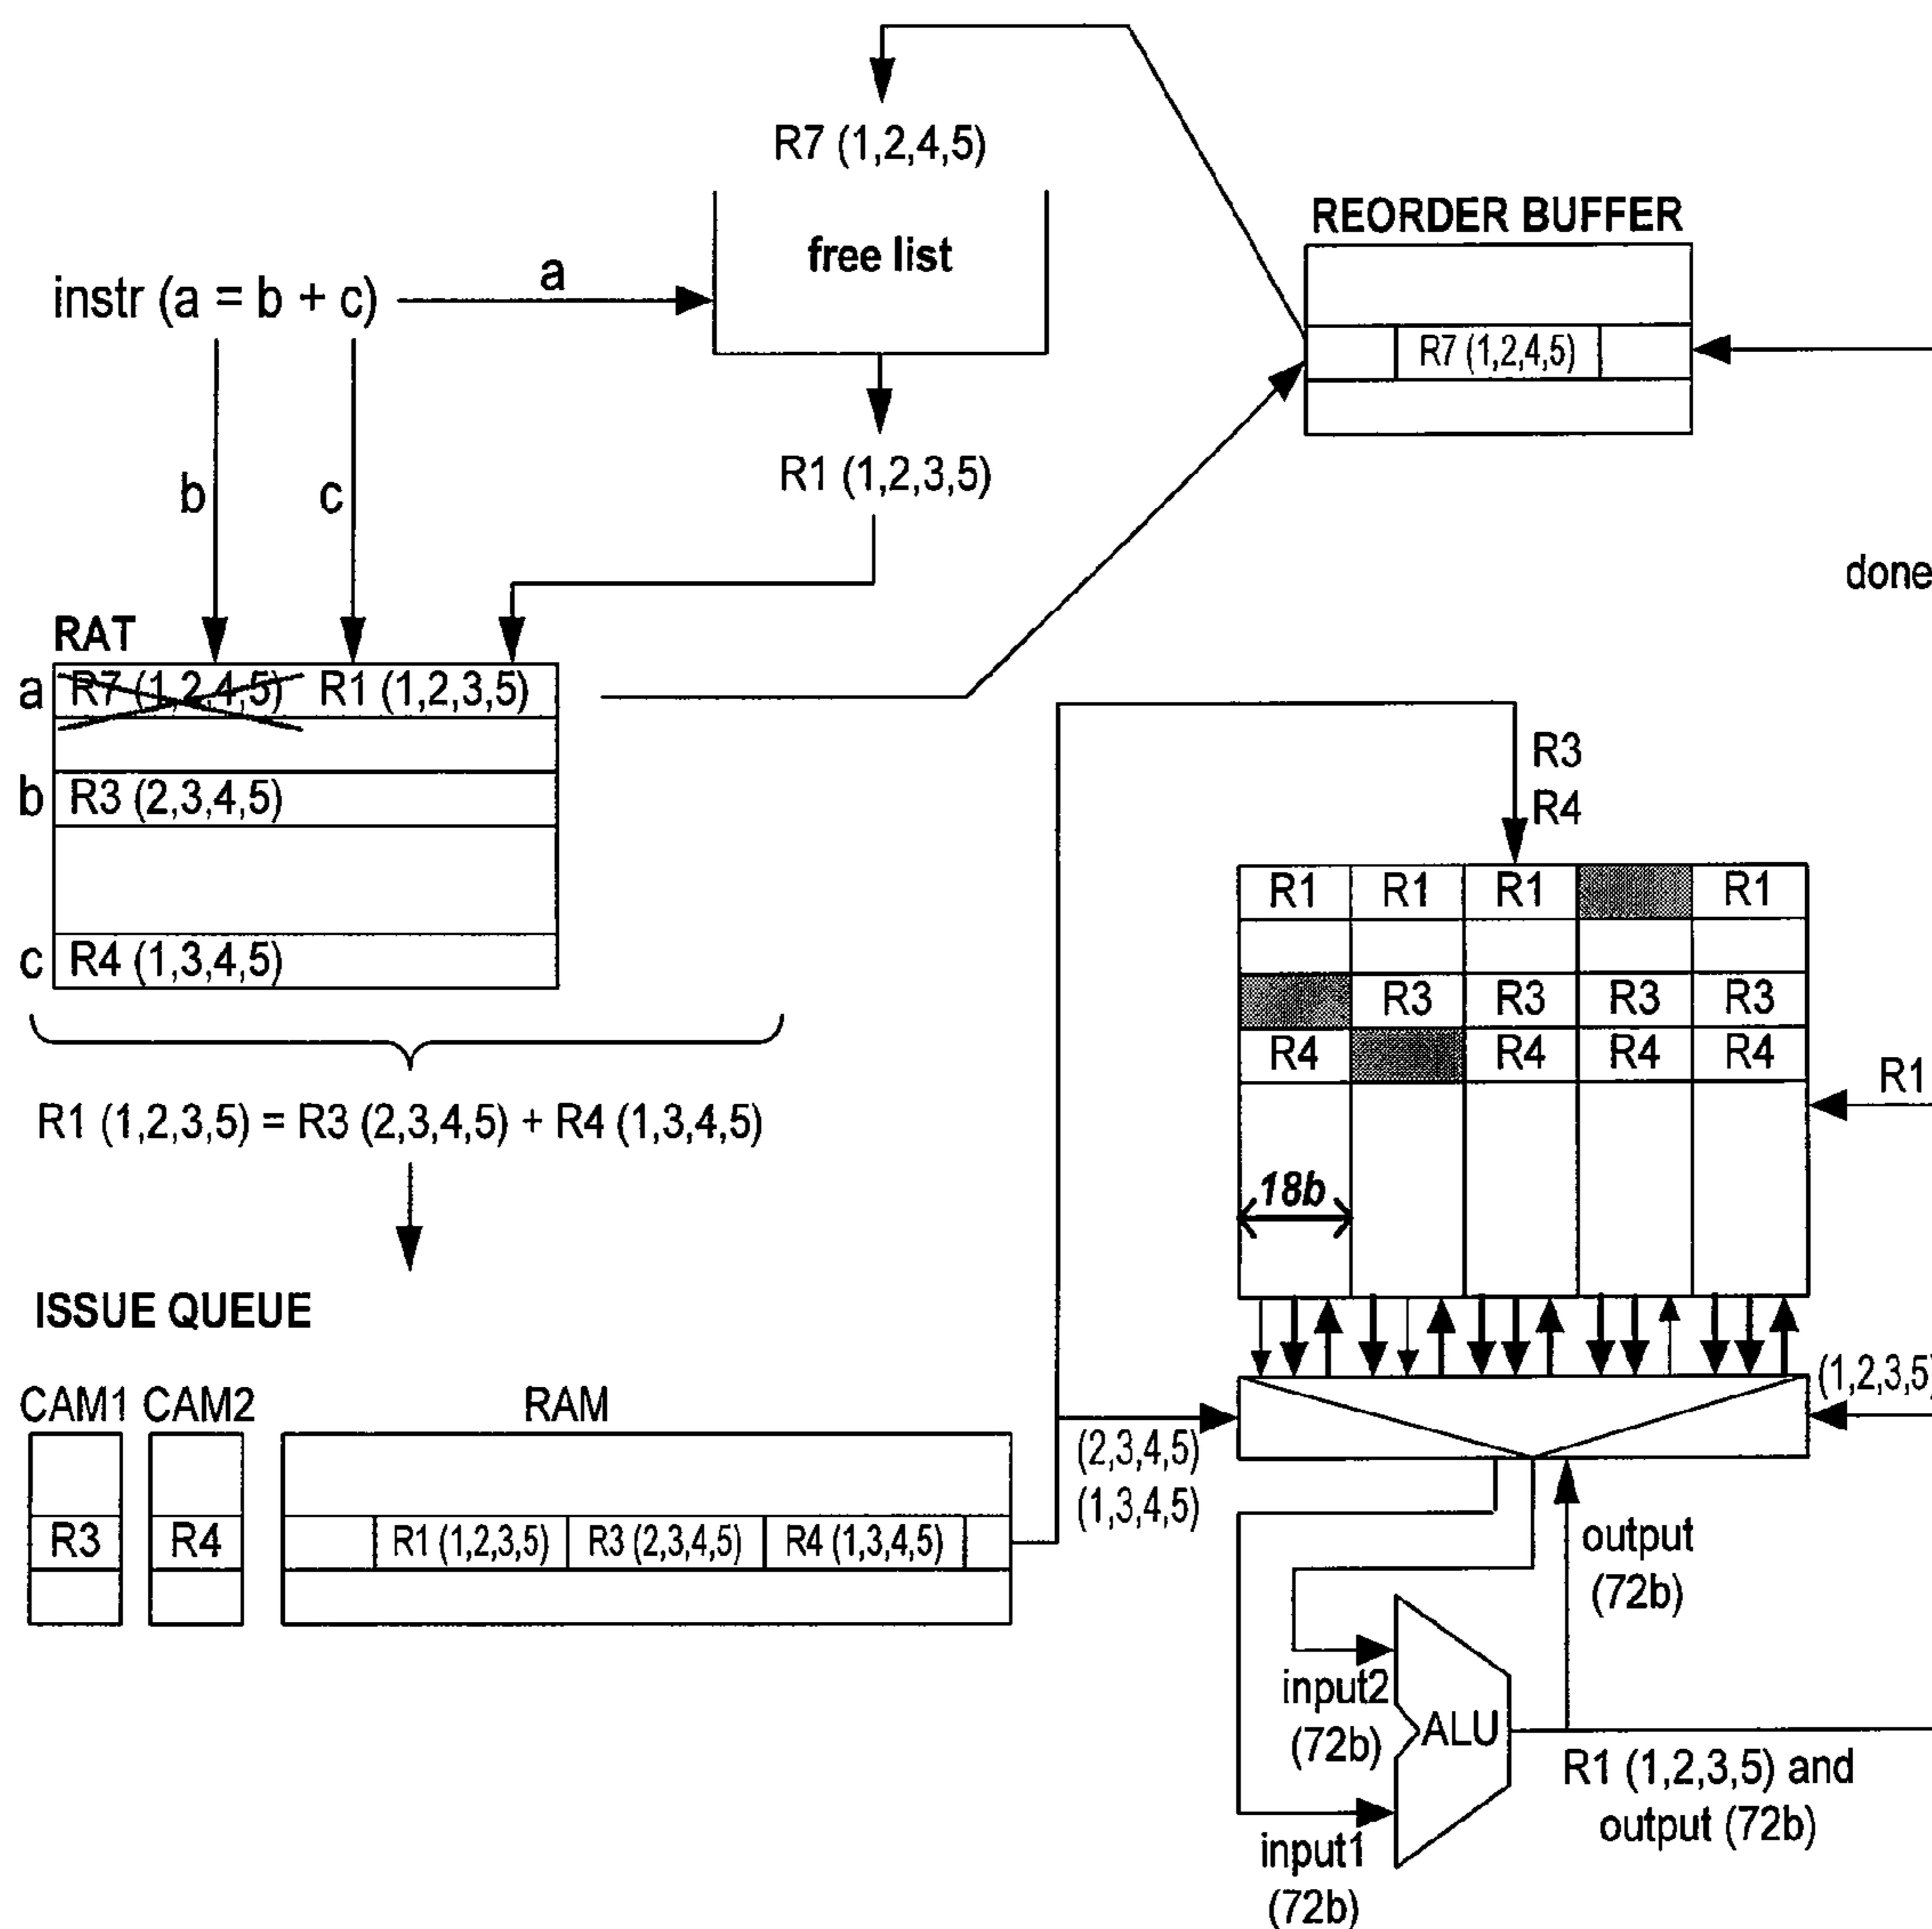 R7 (1,2,4,5)
free list
REORDER BUFFER
R7 (1,2,4,5)
instr (a = b + c)
a
R1 (1,2,3,5)
b
c
done
RAT
a
R7 (1,2,4,5)
R1 (1,2,3,5)
b
R3 (2,3,4,5)
c
R4 (1,3,4,5)
R3
R4
R1
R1
R1
R1
R3
R3
R3
R3
R4
R4
R4
R4
R1
18b
R1 (1,2,3,5) = R3 (2,3,4,5) + R4 (1,3,4,5)
ISSUE QUEUE
CAM1
CAM2
RAM
R3
R4
R1 (1,2,3,5)
R3 (2,3,4,5)
R4 (1,3,4,5)
(2,3,4,5)
(1,3,4,5)
(1,2,3,5)
output
(72b)
input2
(72b)
ALU
input1
(72b)
R1 (1,2,3,5) and
output (72b)